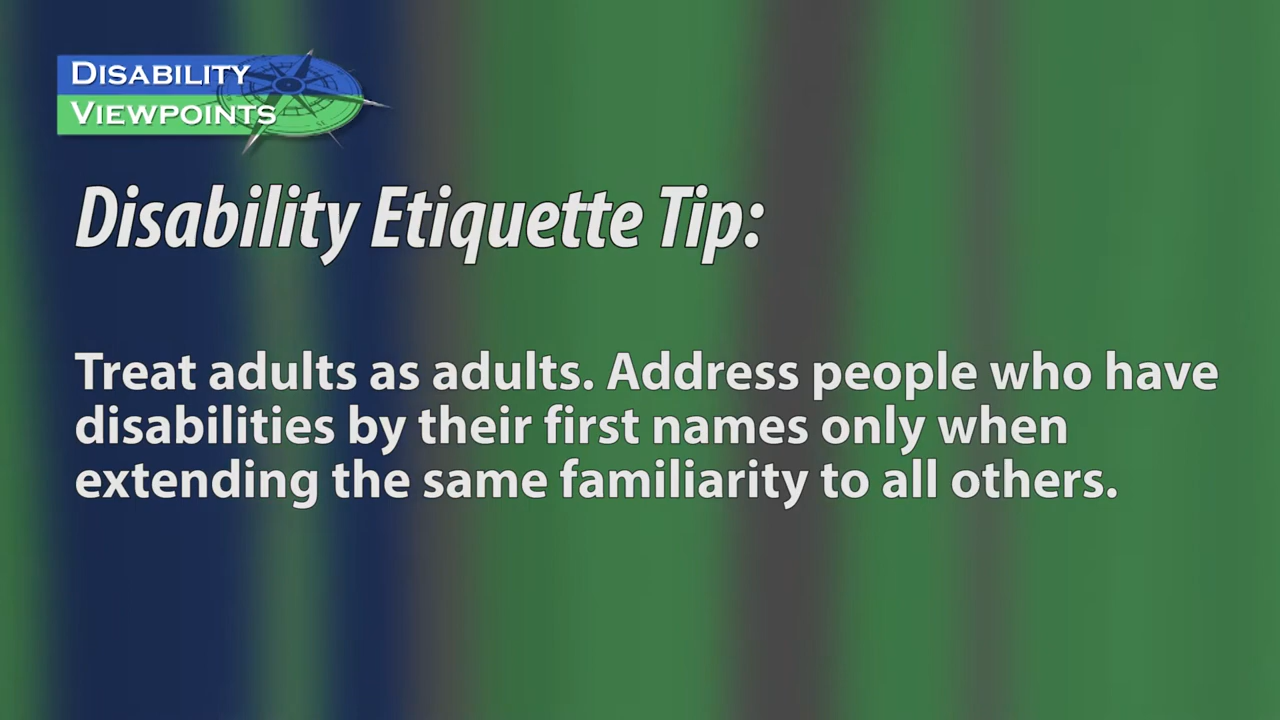 Disability
Viewpoints
Disability Etiquette Tip:
Treat adults as adults. Address people who have
disabilities by their first names only when
extending the same familiarity to all others.